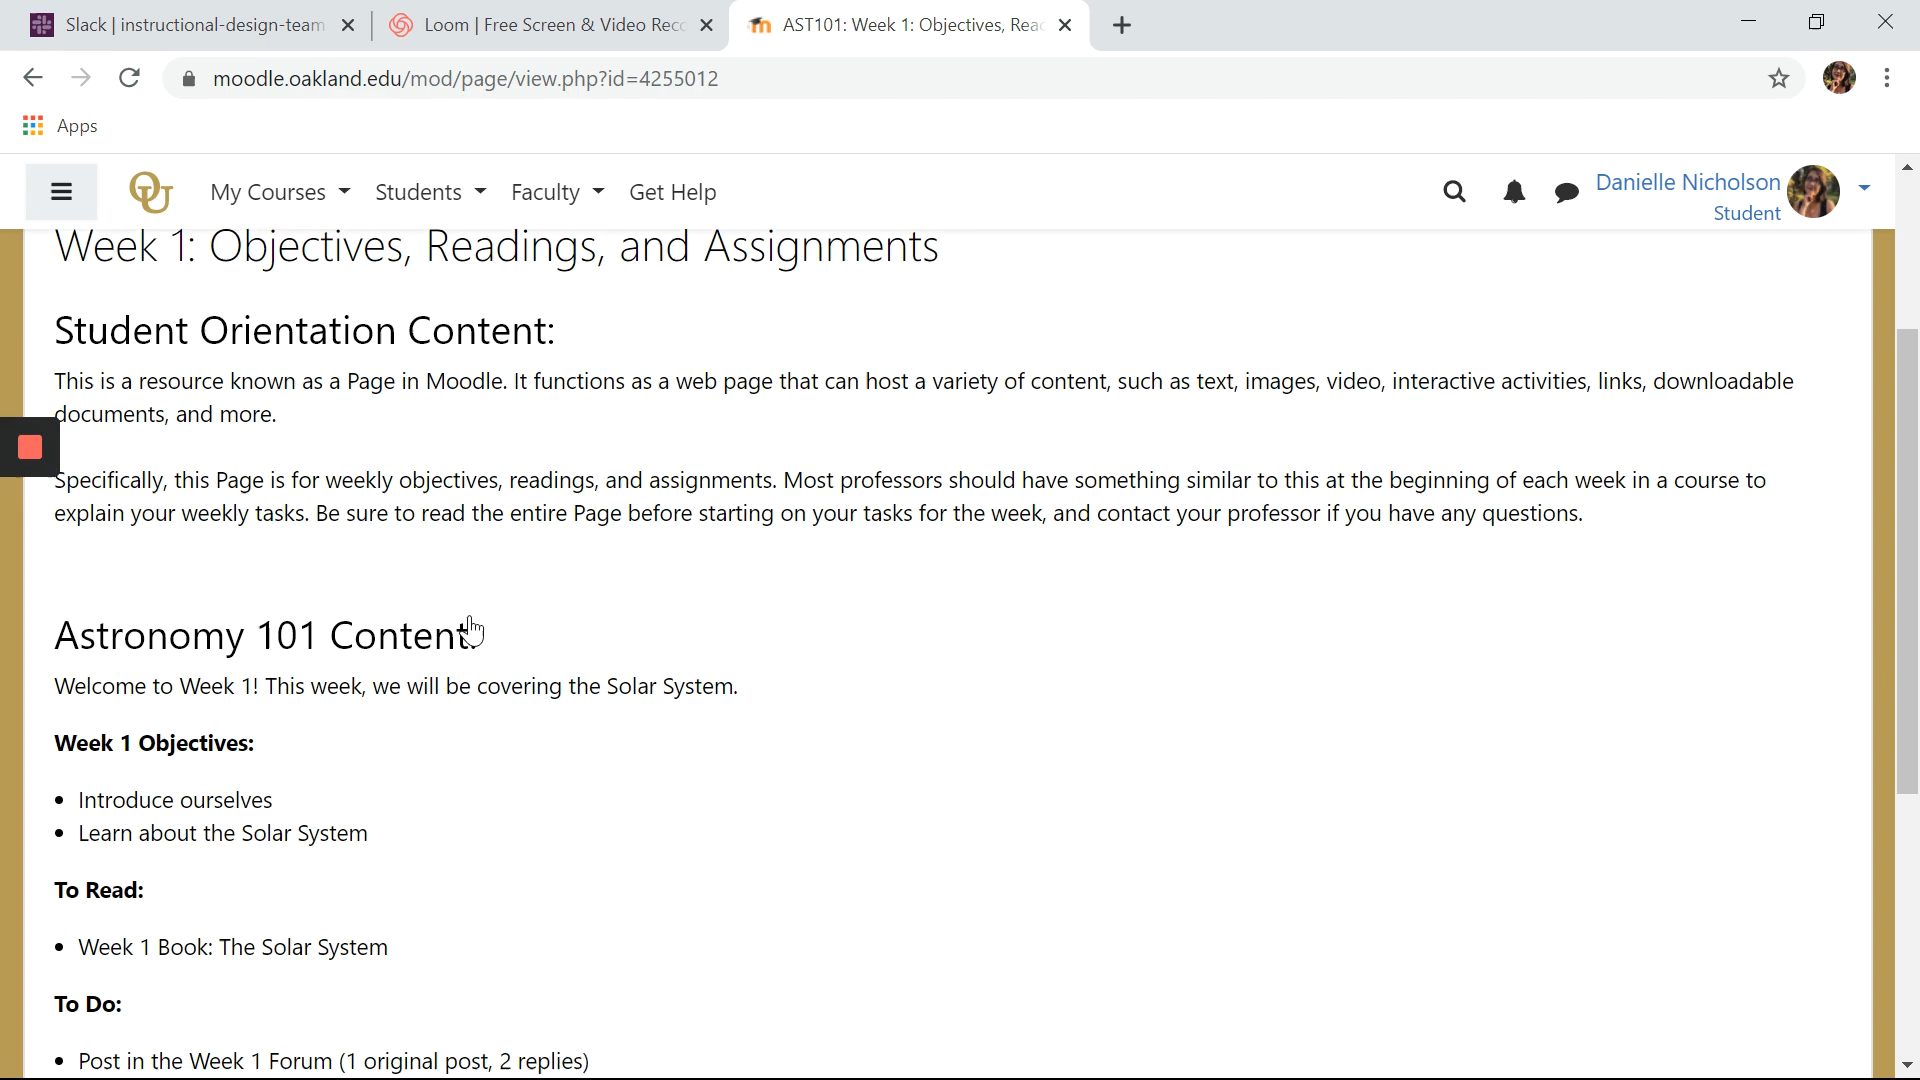 Slack | instructional-design-team
Loom | Free Screen & Video Rec
AST101: Week 1: Objectives, Rea
moodle.oakland.edu/mod/page/view.php?id=4255012
Apps
OU
My Courses
Students
Faculty
Get Help
Danielle Nicholson
Student
Week 1: Objectives, Readings, and Assignments
Student Orientation Content:
This is a resource known as a Page in Moodle. It functions as a web page that can host a variety of content, such as text, images, video, interactive activities, links, downloadable
documents, and more.
Specifically, this Page is for weekly objectives, readings, and assignments. Most professors should have something similar to this at the beginning of each week in a course to
explain your weekly tasks. Be sure to read the entire Page before starting on your tasks for the week, and contact your professor if you have any questions.
Astronomy 101 Content:
Welcome to Week 1! This week, we will be covering the Solar System.
Week 1 Objectives:
• Introduce ourselves
• Learn about the Solar System
To Read:
• Week 1 Book: The Solar System
To Do:
• Post in the Week 1 Forum (1 original post, 2 replies)